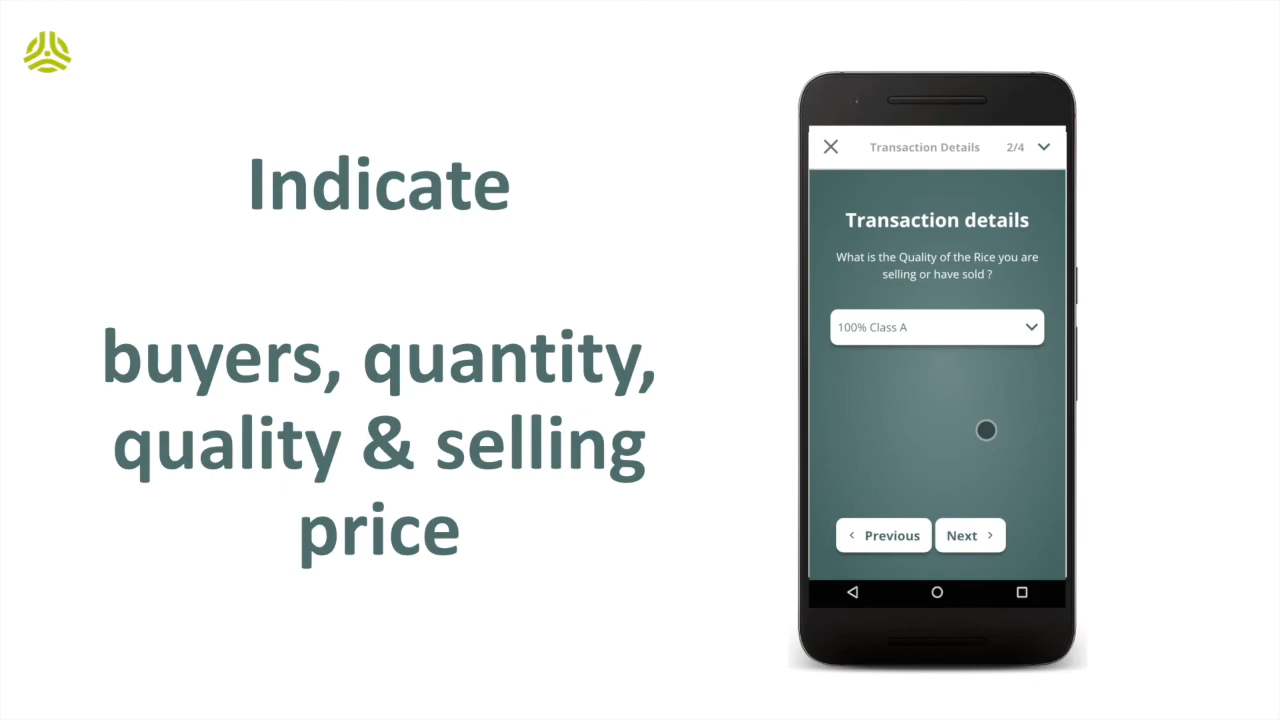 Indicate
buyers, quantity,
quality & selling
price
Transaction Details 2/4
Transaction details
What is the Quality of the Rice you are
selling or have sold ?
100% Class A
Previous Next